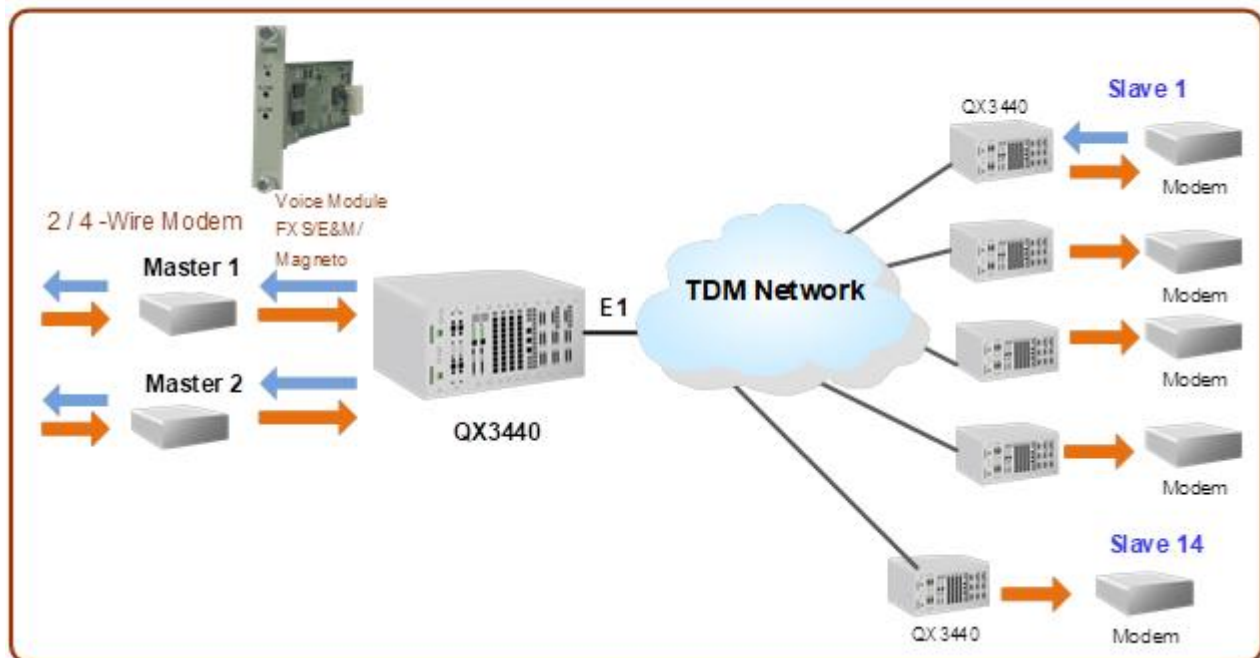 2 / 4 -Wire Modem
Voice Module
FXS/E&M/
Magneto
Master 1
Master 2
QX3440
E1
TDM Network
QX3440
Slave 1
Modem
Modem
Modem
Modem
Slave 14
QX3440
Modem